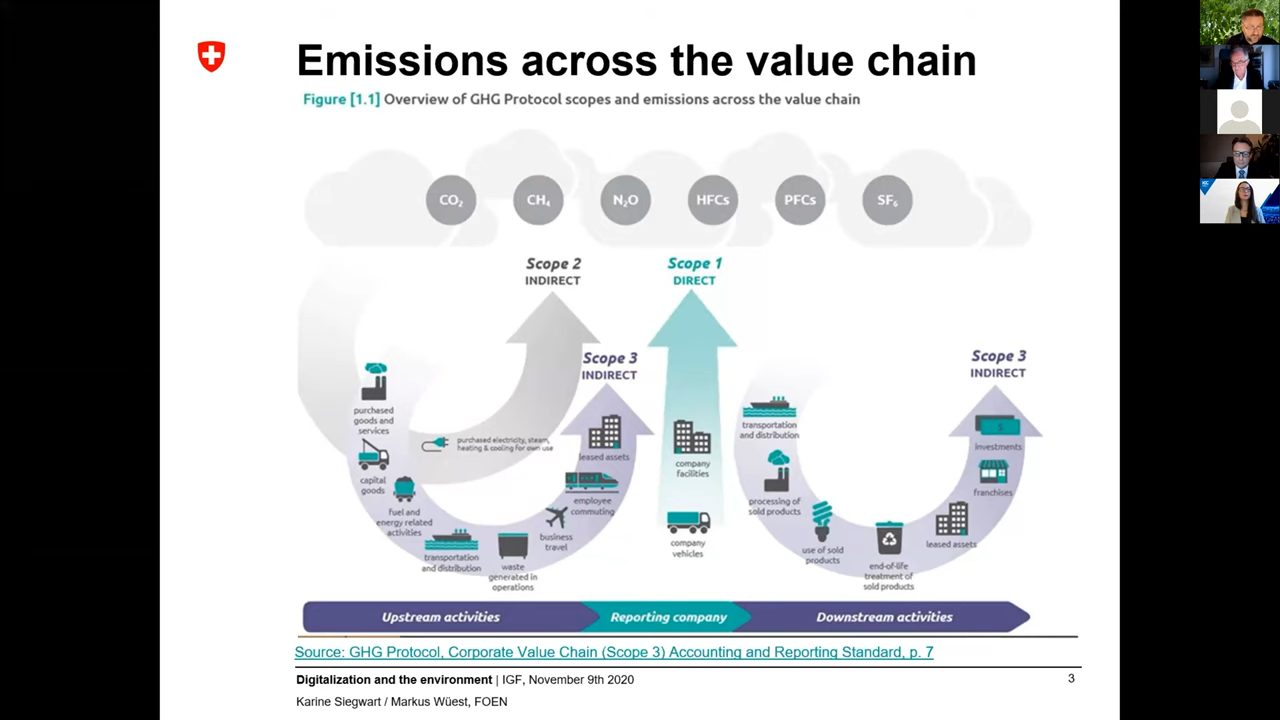 Emissions across the value chain
Figure [1.1] Overview of GHG Protocol scopes and emissions across the value chain
CO₂
CH₄
N₂O
HFCs
PFCs
SF₆
Scope 2
INDIRECT
Scope 1
DIRECT
Scope 3
INDIRECT
Scope 3
INDIRECT
purchased
goods and
services
capital
goods
fuel and
energy related
activities
transportation
and distribution
waste
generated in
operations
business
travel
employee
commuting
leased assets
purchased electricity, steam,
heating & cooling for own use
company
facilities
company
vehicles
transportation
and distribution
processing of
sold products
use of sold
products
end-of-life
treatment of
sold products
leased assets
franchises
investments
$
Upstream activities
Reporting company
Downstream activities
Source: GHG Protocol, Corporate Value Chain (Scope 3) Accounting and Reporting Standard, p. 7
Digitalization and the environment | IGF, November 9th 2020
3
Karine Siegwart / Markus Wüest, FOEN